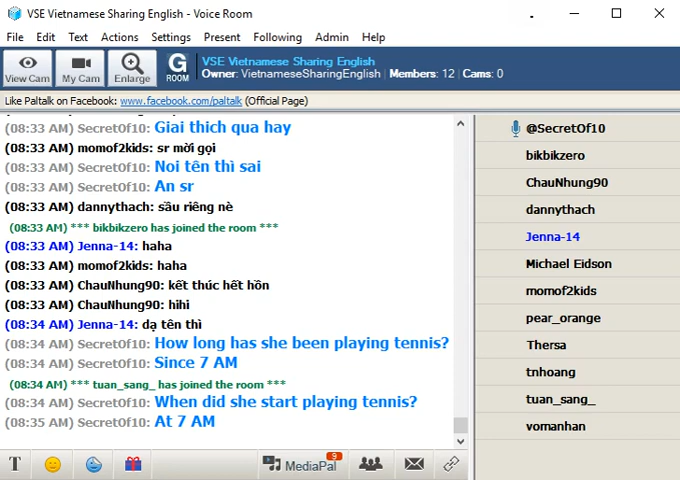 VSE Vietnamese Sharing English - Voice Room
File Edit Text Actions Settings Present Following Admin Help
View Cam My Cam Enlarge G ROOM
VSE Vietnamese Sharing English
Owner: VietnameseSharingEnglish | Members: 12 | Cams: 0
Like Paltalk on Facebook: www.facebook.com/paltalk (Official Page)
(08:33 AM) SecretOf10: Giai thich qua hay
(08:33 AM) momof2kids: sr mời gọi
(08:33 AM) SecretOf10: Noi tên thì sai
(08:33 AM) SecretOf10: An sr
(08:33 AM) dannythach: sầu riêng nè
(08:33 AM) *** bikbikzero has joined the room ***
(08:33 AM) Jenna-14: haha
(08:33 AM) momof2kids: haha
(08:33 AM) ChauNhung90: kết thúc hết hồn
(08:33 AM) ChauNhung90: hihi
(08:34 AM) Jenna-14: dạ tên thì
(08:34 AM) SecretOf10: How long has she been playing tennis?
(08:34 AM) SecretOf10: Since 7 AM
(08:34 AM) *** tuan_sang_ has joined the room ***
(08:34 AM) SecretOf10: When did she start playing tennis?
(08:35 AM) SecretOf10: At 7 AM
@SecretOf10
bikbikzero
ChauNhung90
dannythach
Jenna-14
Michael Eidson
momof2kids
pear_orange
Thersa
tnhoang
tuan_sang_
vomanhan
T MediaPal 9